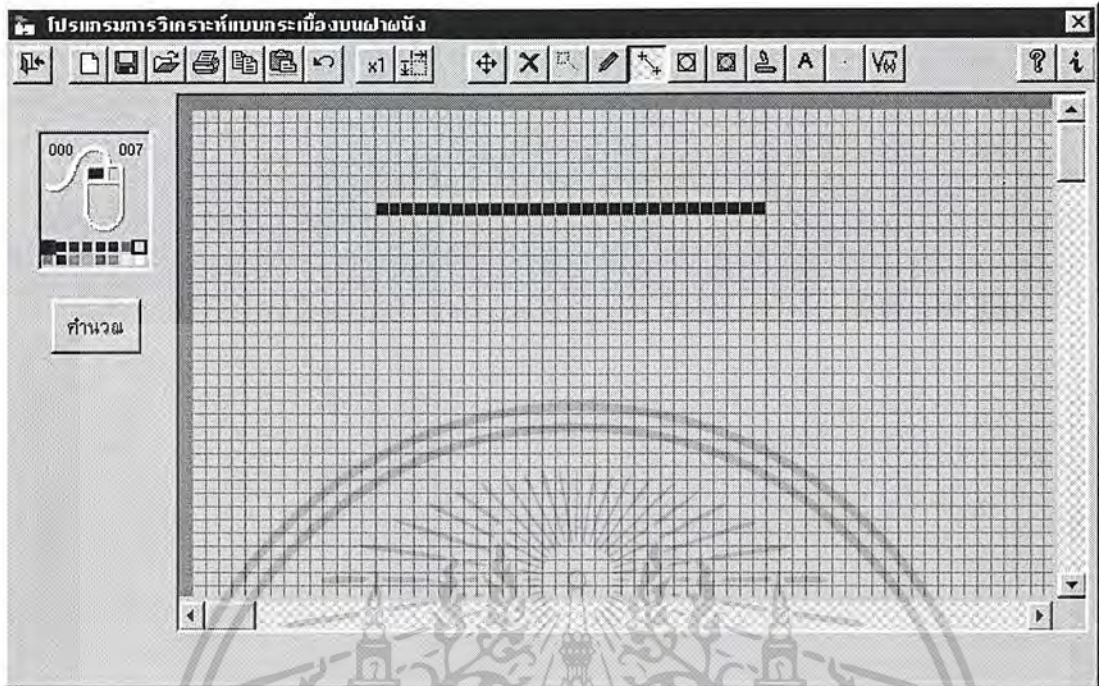 โปรแกรมการวิเคราะห์แบบกระเบื้องบนฝาผนัง
x1 A √(x) ? i
000 007
คำนวณ